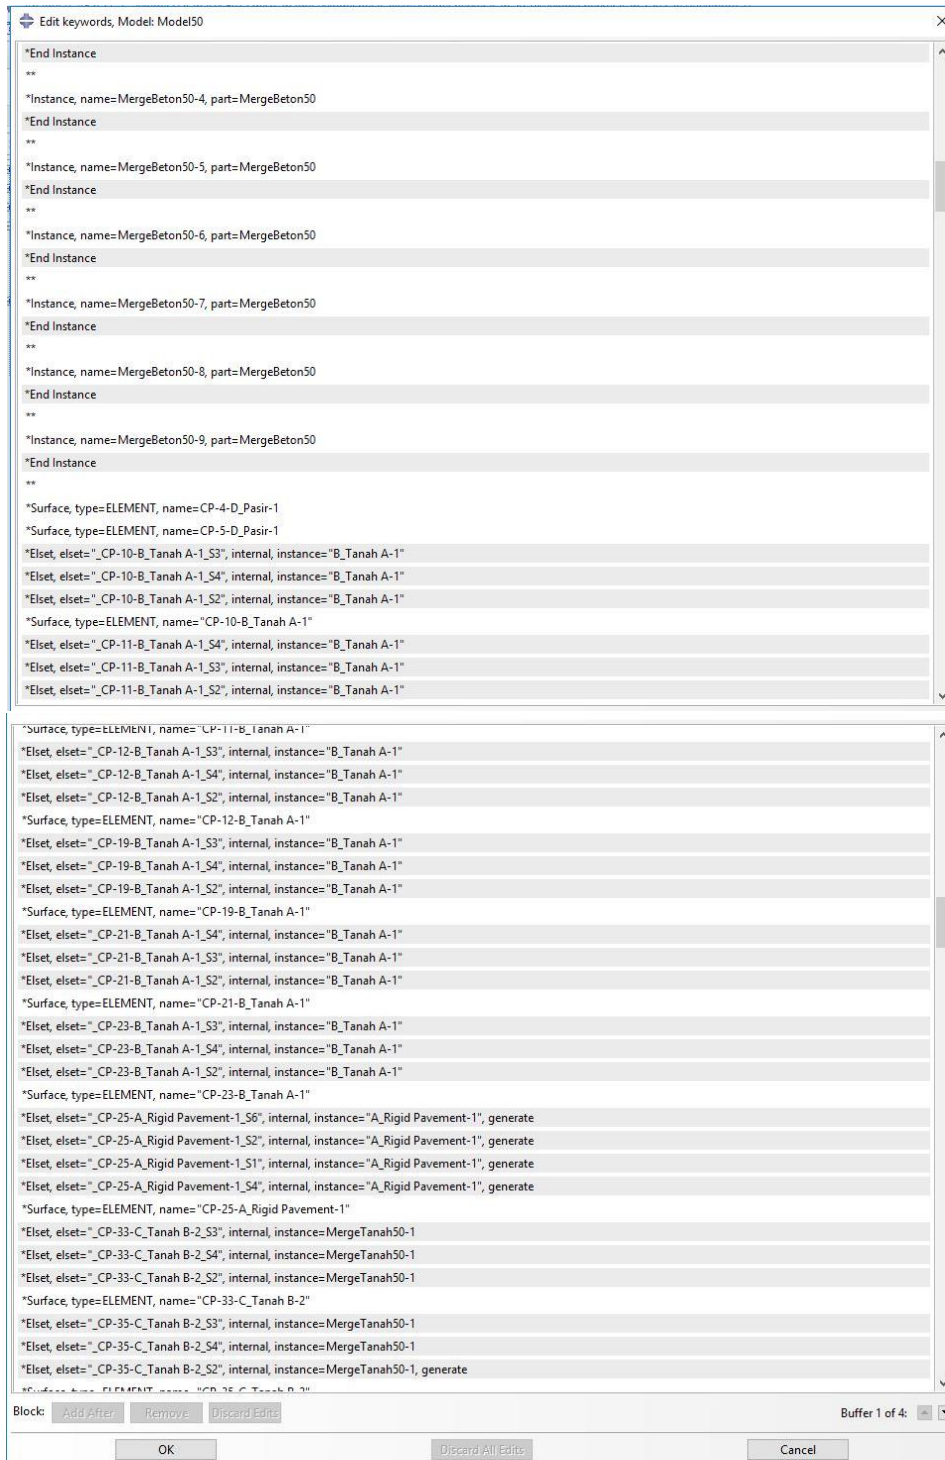 Edit keywords, Model: Model50
*End Instance
**
*Instance, name=MergeBeton50-4, part=MergeBeton50
*End Instance
**
*Instance, name=MergeBeton50-5, part=MergeBeton50
*End Instance
**
*Instance, name=MergeBeton50-6, part=MergeBeton50
*End Instance
**
*Instance, name=MergeBeton50-7, part=MergeBeton50
*End Instance
**
*Instance, name=MergeBeton50-8, part=MergeBeton50
*End Instance
**
*Instance, name=MergeBeton50-9, part=MergeBeton50
*End Instance
**
*Surface, type=ELEMENT, name=CP-4-D_Pasir-1
*Surface, type=ELEMENT, name=CP-5-D_Pasir-1
*Elset, elset="_CP-10-B_Tanah A-1_S3", internal, instance="B_Tanah A-1"
*Elset, elset="_CP-10-B_Tanah A-1_S4", internal, instance="B_Tanah A-1"
*Elset, elset="_CP-10-B_Tanah A-1_S2", internal, instance="B_Tanah A-1"
*Surface, type=ELEMENT, name="CP-10-B_Tanah A-1"
*Elset, elset="_CP-11-B_Tanah A-1_S4", internal, instance="B_Tanah A-1"
*Elset, elset="_CP-11-B_Tanah A-1_S3", internal, instance="B_Tanah A-1"
*Elset, elset="_CP-11-B_Tanah A-1_S2", internal, instance="B_Tanah A-1"
*Surface, type=ELEMENT, name="CP-11-B_Tanah A-1"
*Elset, elset="_CP-12-B_Tanah A-1_S3", internal, instance="B_Tanah A-1"
*Elset, elset="_CP-12-B_Tanah A-1_S4", internal, instance="B_Tanah A-1"
*Elset, elset="_CP-12-B_Tanah A-1_S2", internal, instance="B_Tanah A-1"
*Surface, type=ELEMENT, name="CP-12-B_Tanah A-1"
*Elset, elset="_CP-19-B_Tanah A-1_S3", internal, instance="B_Tanah A-1"
*Elset, elset="_CP-19-B_Tanah A-1_S4", internal, instance="B_Tanah A-1"
*Elset, elset="_CP-19-B_Tanah A-1_S2", internal, instance="B_Tanah A-1"
*Surface, type=ELEMENT, name="CP-19-B_Tanah A-1"
*Elset, elset="_CP-21-B_Tanah A-1_S4", internal, instance="B_Tanah A-1"
*Elset, elset="_CP-21-B_Tanah A-1_S3", internal, instance="B_Tanah A-1"
*Elset, elset="_CP-21-B_Tanah A-1_S2", internal, instance="B_Tanah A-1"
*Surface, type=ELEMENT, name="CP-21-B_Tanah A-1"
*Elset, elset="_CP-23-B_Tanah A-1_S3", internal, instance="B_Tanah A-1"
*Elset, elset="_CP-23-B_Tanah A-1_S4", internal, instance="B_Tanah A-1"
*Elset, elset="_CP-23-B_Tanah A-1_S2", internal, instance="B_Tanah A-1"
*Surface, type=ELEMENT, name="CP-23-B_Tanah A-1"
*Elset, elset="_CP-25-A_Rigid Pavement-1_S6", internal, instance="A_Rigid Pavement-1", generate
*Elset, elset="_CP-25-A_Rigid Pavement-1_S2", internal, instance="A_Rigid Pavement-1", generate
*Elset, elset="_CP-25-A_Rigid Pavement-1_S1", internal, instance="A_Rigid Pavement-1", generate
*Elset, elset="_CP-25-A_Rigid Pavement-1_S4", internal, instance="A_Rigid Pavement-1", generate
*Surface, type=ELEMENT, name="CP-25-A_Rigid Pavement-1"
*Elset, elset="_CP-33-C_Tanah B-2_S3", internal, instance=MergeTanah50-1
*Elset, elset="_CP-33-C_Tanah B-2_S4", internal, instance=MergeTanah50-1
*Elset, elset="_CP-33-C_Tanah B-2_S2", internal, instance=MergeTanah50-1
*Surface, type=ELEMENT, name="CP-33-C_Tanah B-2"
*Elset, elset="_CP-35-C_Tanah B-2_S3", internal, instance=MergeTanah50-1
*Elset, elset="_CP-35-C_Tanah B-2_S4", internal, instance=MergeTanah50-1
*Elset, elset="_CP-35-C_Tanah B-2_S2", internal, instance=MergeTanah50-1, generate
*Surface, type=ELEMENT, name="CP-35-C_Tanah B-2"
Block: Add After Remove Discard Edits Buffer 1 of 4:
OK Discard All Edits Cancel